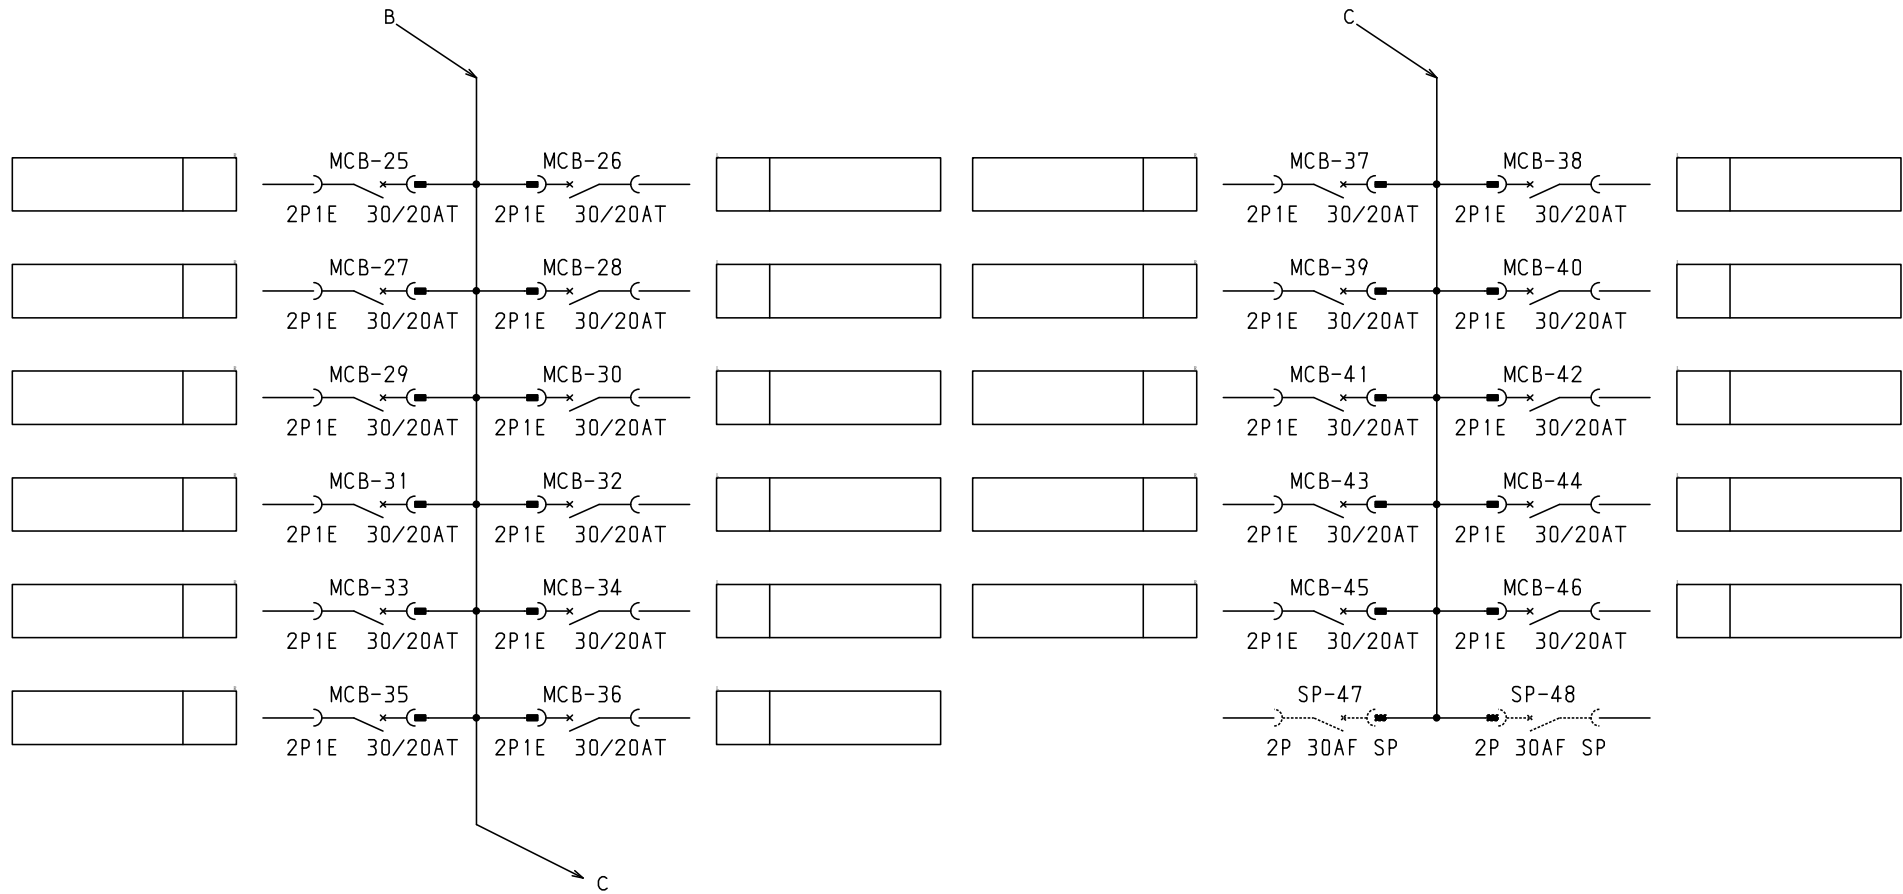 B C
MCB-25 MCB-26 MCB-37 MCB-38
2P1E 30/20AT 2P1E 30/20AT 2P1E 30/20AT 2P1E 30/20AT
MCB-27 MCB-28 MCB-39 MCB-40
2P1E 30/20AT 2P1E 30/20AT 2P1E 30/20AT 2P1E 30/20AT
MCB-29 MCB-30 MCB-41 MCB-42
2P1E 30/20AT 2P1E 30/20AT 2P1E 30/20AT 2P1E 30/20AT
MCB-31 MCB-32 MCB-43 MCB-44
2P1E 30/20AT 2P1E 30/20AT 2P1E 30/20AT 2P1E 30/20AT
MCB-33 MCB-34 MCB-45 MCB-46
2P1E 30/20AT 2P1E 30/20AT 2P1E 30/20AT 2P1E 30/20AT
MCB-35 MCB-36 SP-47 SP-48
2P1E 30/20AT 2P1E 30/20AT 2P 30AF SP 2P 30AF SP
C